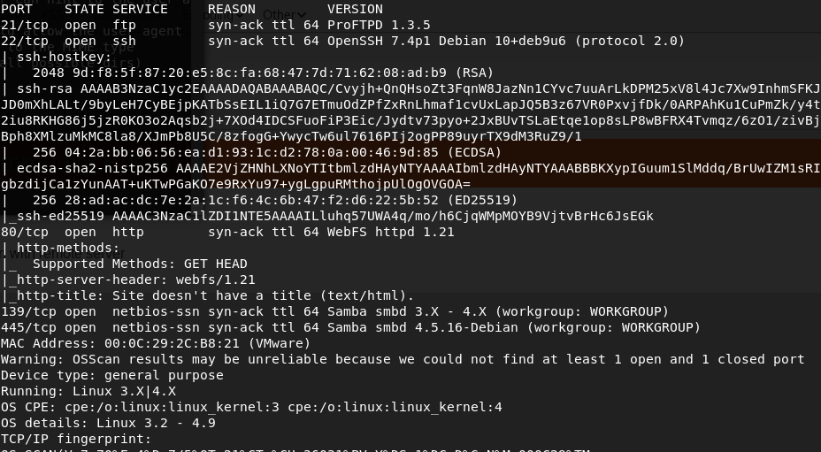 PORT    STATE SERVICE     REASON         VERSION
21/tcp  open  ftp         syn-ack ttl 64 ProFTPD 1.3.5
22/tcp  open  ssh         syn-ack ttl 64 OpenSSH 7.4p1 Debian 10+deb9u6 (protocol 2.0)
| ssh-hostkey:
|   2048 9d:f8:5f:87:20:e5:8c:fa:68:47:7d:71:62:08:ad:b9 (RSA)
| ssh-rsa AAAAB3NzaC1yc2EAAAADAQABAAABAQC/Cvyjh+QnQHsoZt3FqnW8JazNn1CYvc7uuArLkDPM25xV8l4Jc7Xw9InhmSFKJ
JD0mXhLALt/9byLeH7CyBEjpKATbSsEIL1iQ7G7ETmuOdZPfZxRnLhmaf1cvUxLapJQ5B3z67VR0PxvjfDk/0ARPAhKu1CuPmZk/y4t
2iu8RKHG86j5jzR0KO3o2Aqsb2j+7XOd4IDCSFuoFiP3Eic/Jydtv73pyo+2JxBUvTSLaEtqe1op8sLP8wBFRX4Tvmqz/6zO1/zivBj
Bph8XMlzuMkMC8la8/XJmPb8U5C/8zfogG+YwycTw6ul7616PIj2ogPP89uyrTX9dM3RuZ9/1
|   256 04:2a:bb:06:56:ea:d1:93:1c:d2:78:0a:00:46:9d:85 (ECDSA)
| ecdsa-sha2-nistp256 AAAAE2VjZHNhLXNoYTItbmlzdHAyNTYAAAAIbmlzdHAyNTYAAABBBKXypIGuum1SlMddq/BrUwIZM1sRI
gbzdijCa1zYunAAT+uKTwPGaKO7e9RxYu97+ygLgpuRMthojpUlOgOVGOA=
|   256 28:ad:ac:dc:7e:2a:1c:f6:4c:6b:47:f2:d6:22:5b:52 (ED25519)
|_ssh-ed25519 AAAAC3NzaC1lZDI1NTE5AAAAILluhq57UWA4q/mo/h6CjqWMpMOYB9VjtvBrHc6JsEGk
80/tcp  open  http        syn-ack ttl 64 WebFS httpd 1.21
| http-methods:
|_  Supported Methods: GET HEAD
|_http-server-header: webfs/1.21
|_http-title: Site doesn't have a title (text/html).
139/tcp open  netbios-ssn syn-ack ttl 64 Samba smbd 3.X - 4.X (workgroup: WORKGROUP)
445/tcp open  netbios-ssn syn-ack ttl 64 Samba smbd 4.5.16-Debian (workgroup: WORKGROUP)
MAC Address: 00:0C:29:2C:B8:21 (VMware)
Warning: OSScan results may be unreliable because we could not find at least 1 open and 1 closed port
Device type: general purpose
Running: Linux 3.X|4.X
OS CPE: cpe:/o:linux:linux_kernel:3 cpe:/o:linux:linux_kernel:4
OS details: Linux 3.2 - 4.9
TCP/IP fingerprint: